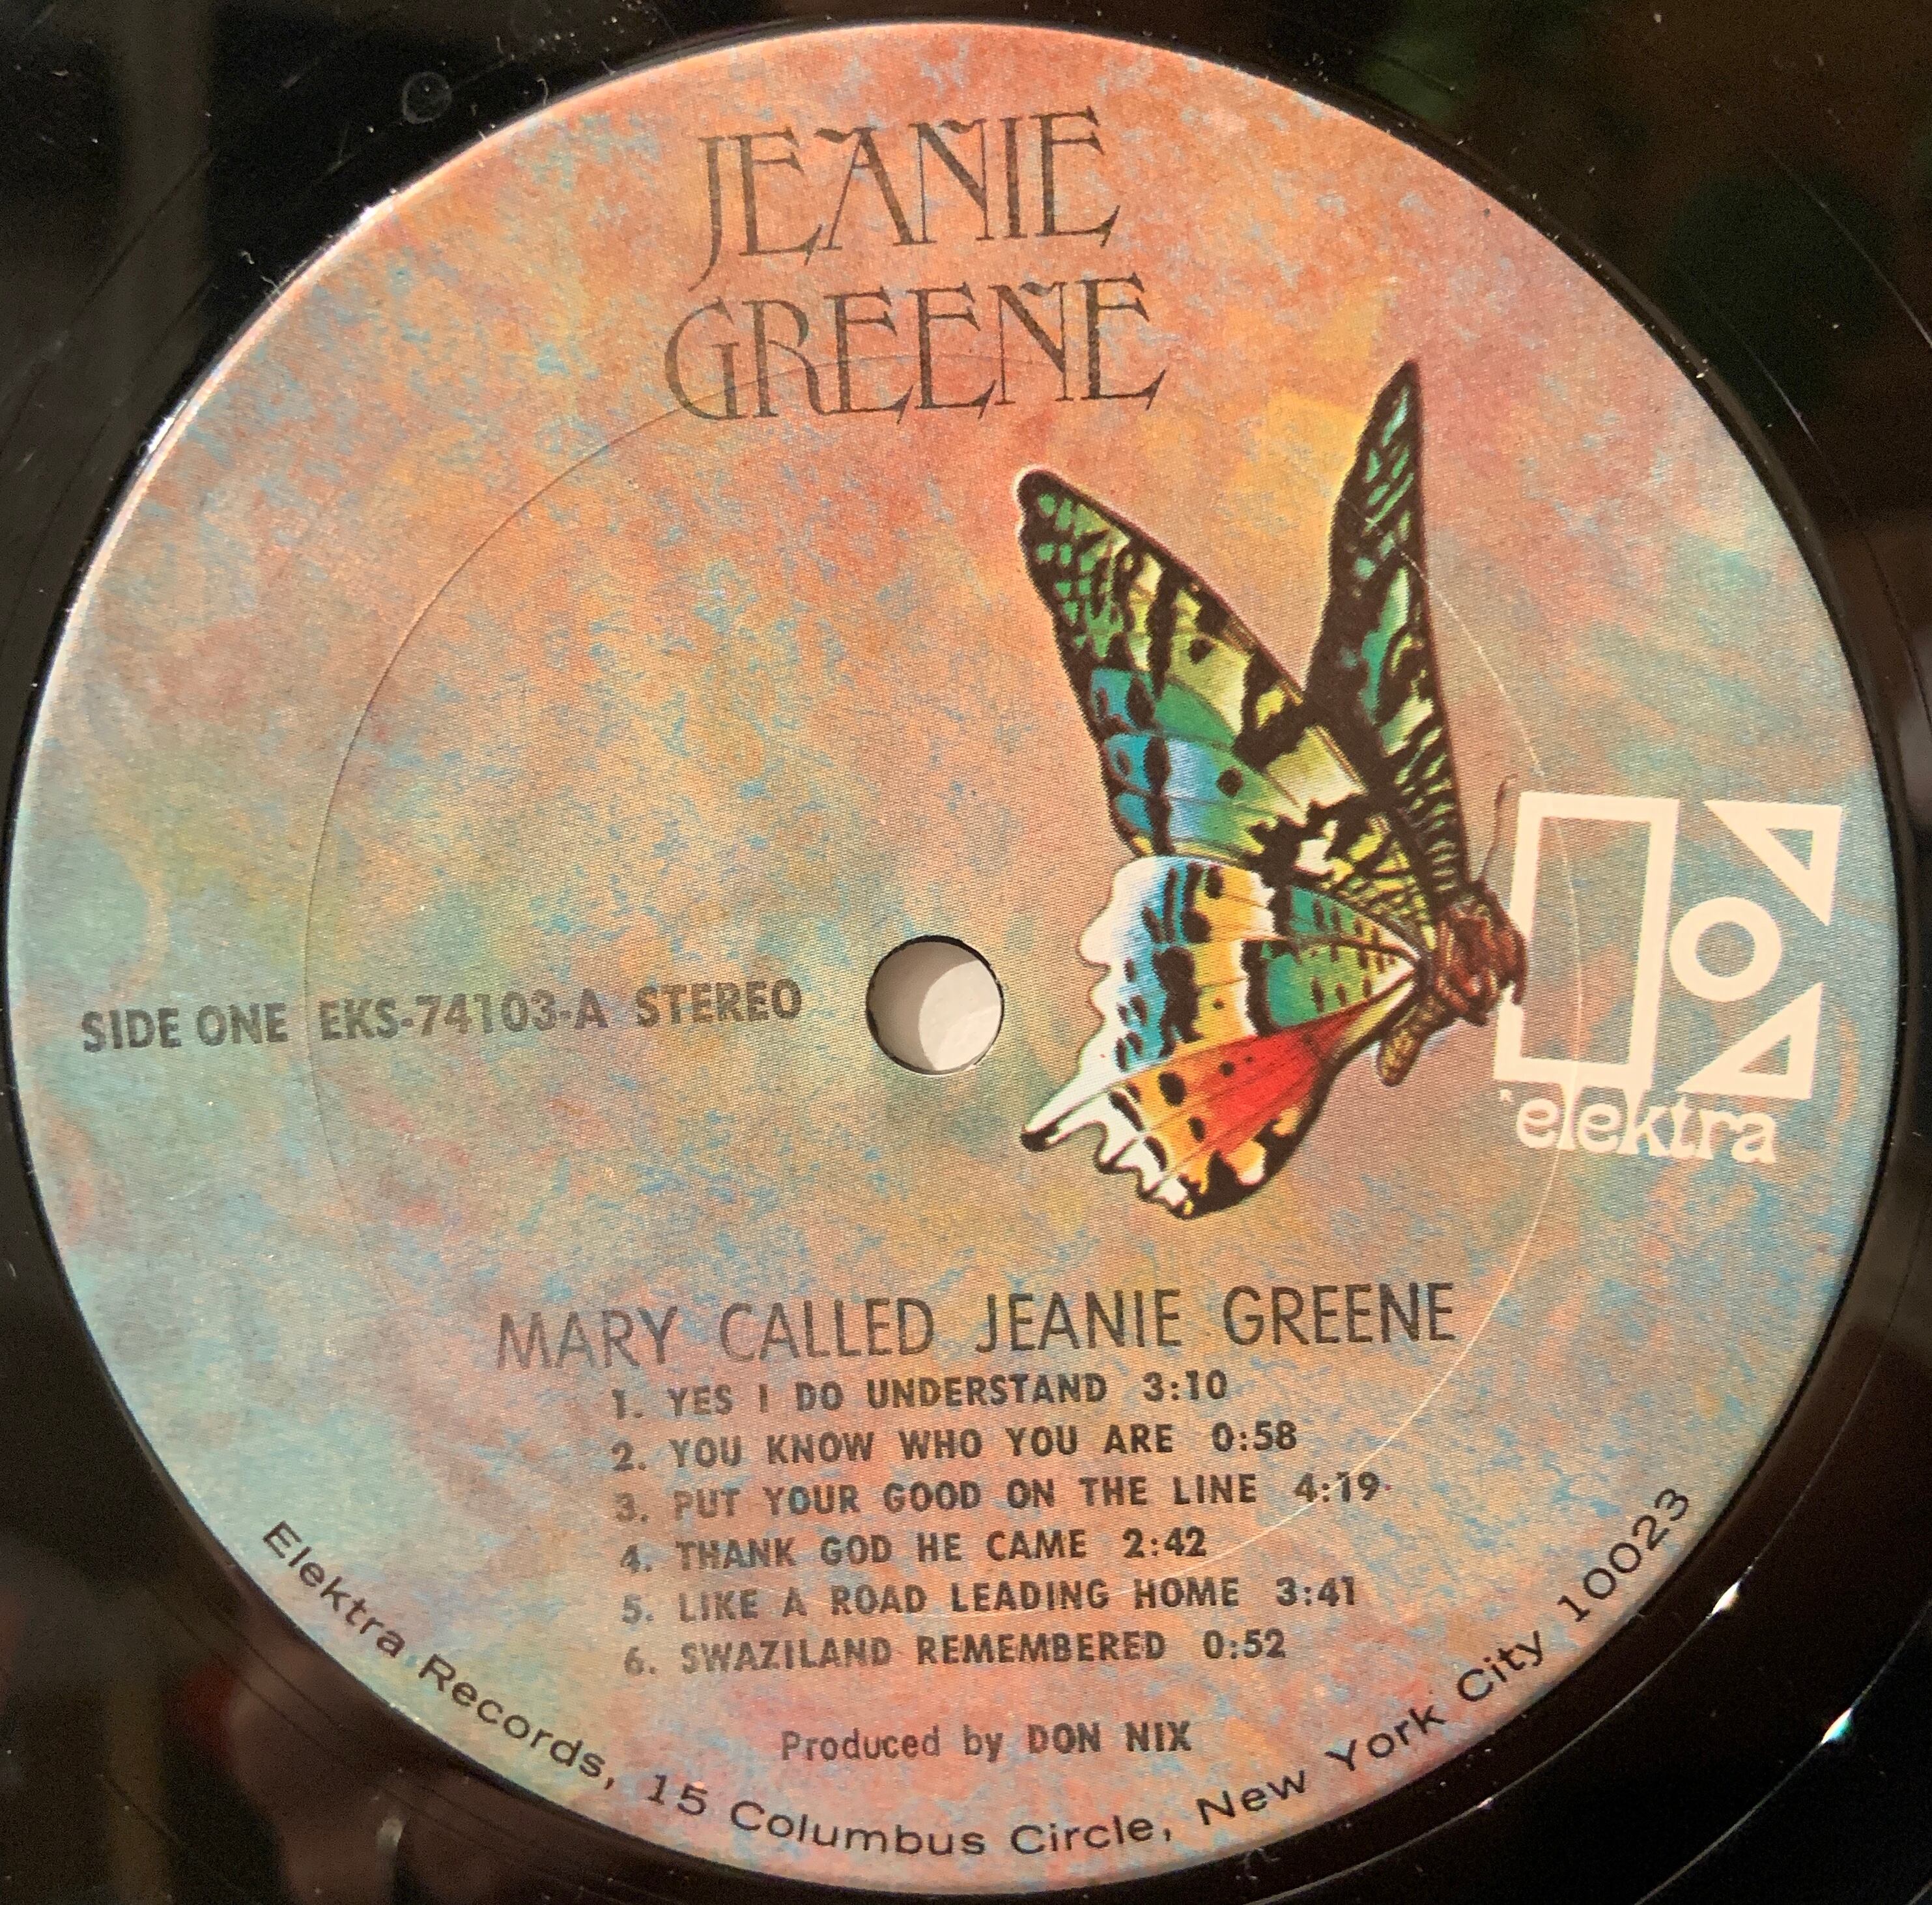 JEANIE
GREENE
SIDE ONE EKS-74103-A STEREO
elektra
MARY CALLED JEANIE GREENE
1. YES I DO UNDERSTAND 3:10
2. YOU KNOW WHO YOU ARE 0:58
3. PUT YOUR GOOD ON THE LINE 4:19
4. THANK GOD HE CAME 2:42
5. LIKE A ROAD LEADING HOME 3:41
6. SWAZILAND REMEMBERED 0:52
Produced by DON NIX
Elektra Records, 15 Columbus Circle, New York City 10023